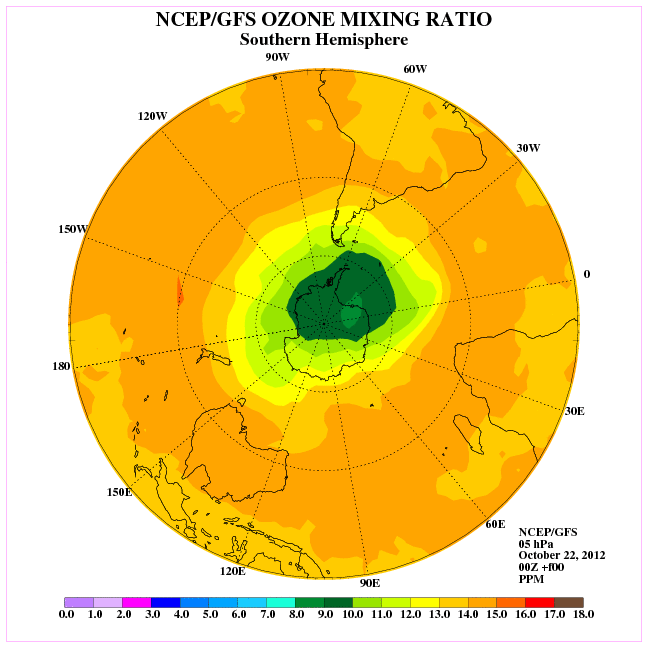 NCEP/GFS OZONE MIXING RATIO
Southern Hemisphere
90W
60W
120W
30W
150W
0
180
30E
150E
60E
120E
90E
NCEP/GFS
05 hPa
October 22, 2012
00Z +f00
PPM
0.0 1.0 2.0 3.0 4.0 5.0 6.0 7.0 8.0 9.0 10.0 11.0 12.0 13.0 14.0 15.0 16.0 17.0 18.0